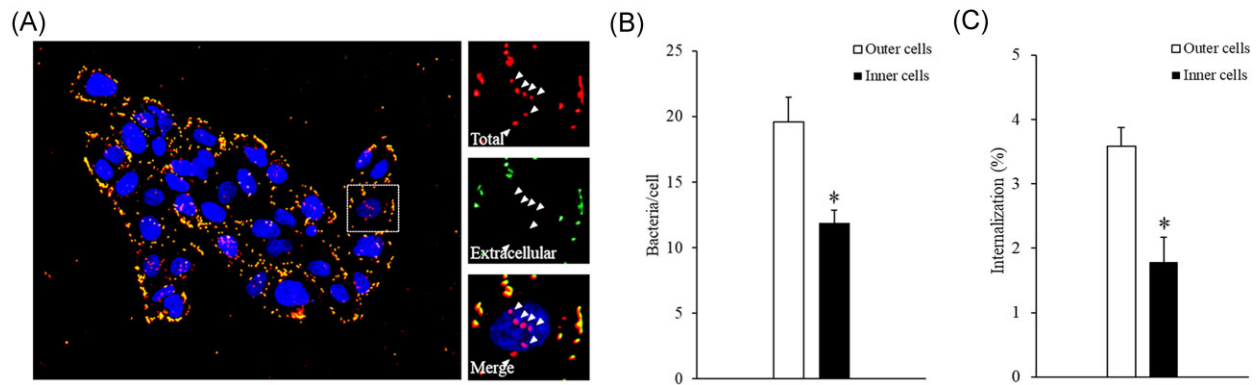 (A)
Total
Extracellular
Merge
(B)
Outer cells
Inner cells
25
20
15
10
5
0
Bacteria/cell
*
(C)
Outer cells
Inner cells
5
4
3
2
1
0
Internalization (%)
*